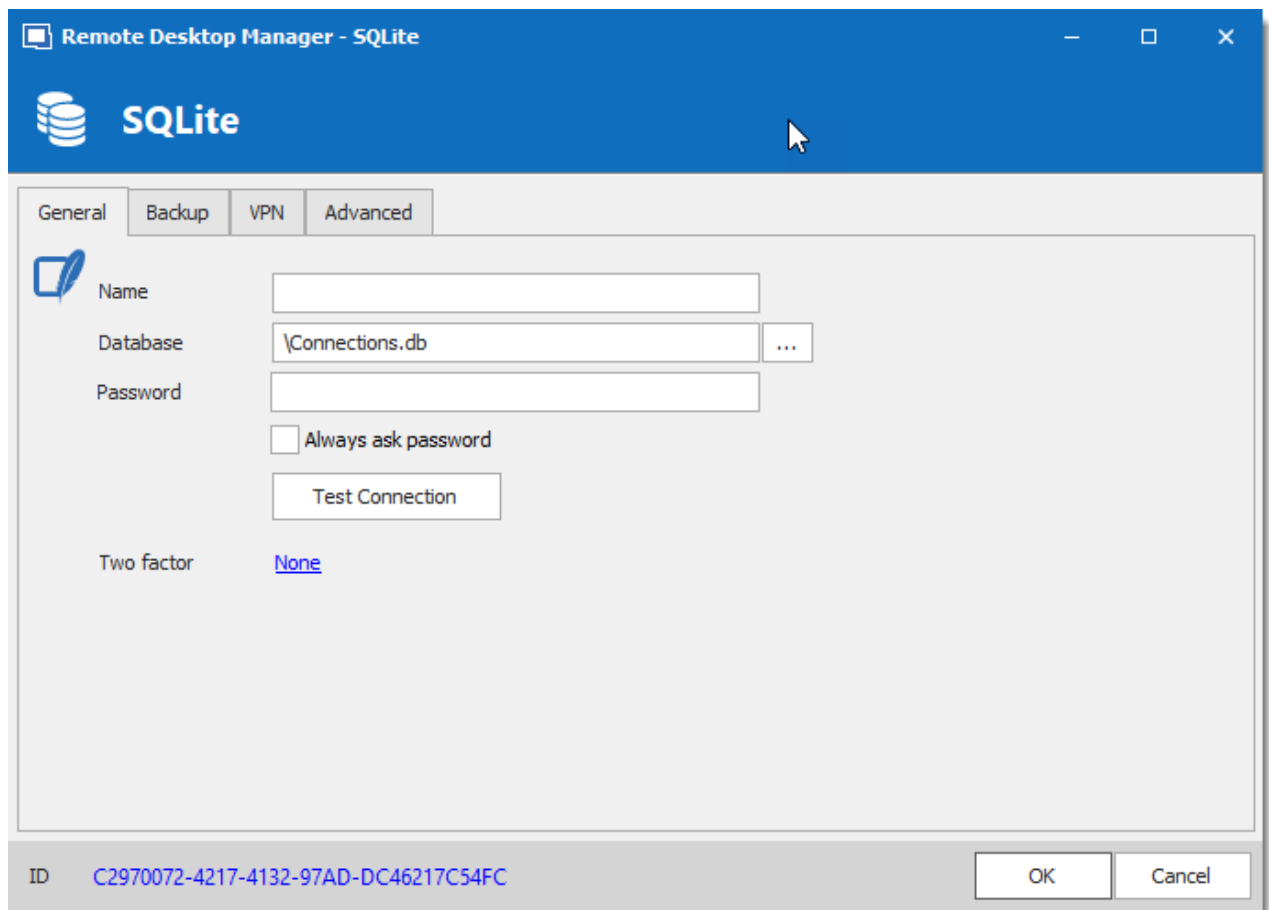 Remote Desktop Manager - SQLite
SQLite
General Backup VPN Advanced
Name
Database \Connections.db ...
Password
Always ask password
Test Connection
Two factor None
ID C2970072-4217-4132-97AD-DC46217C54FC OK Cancel